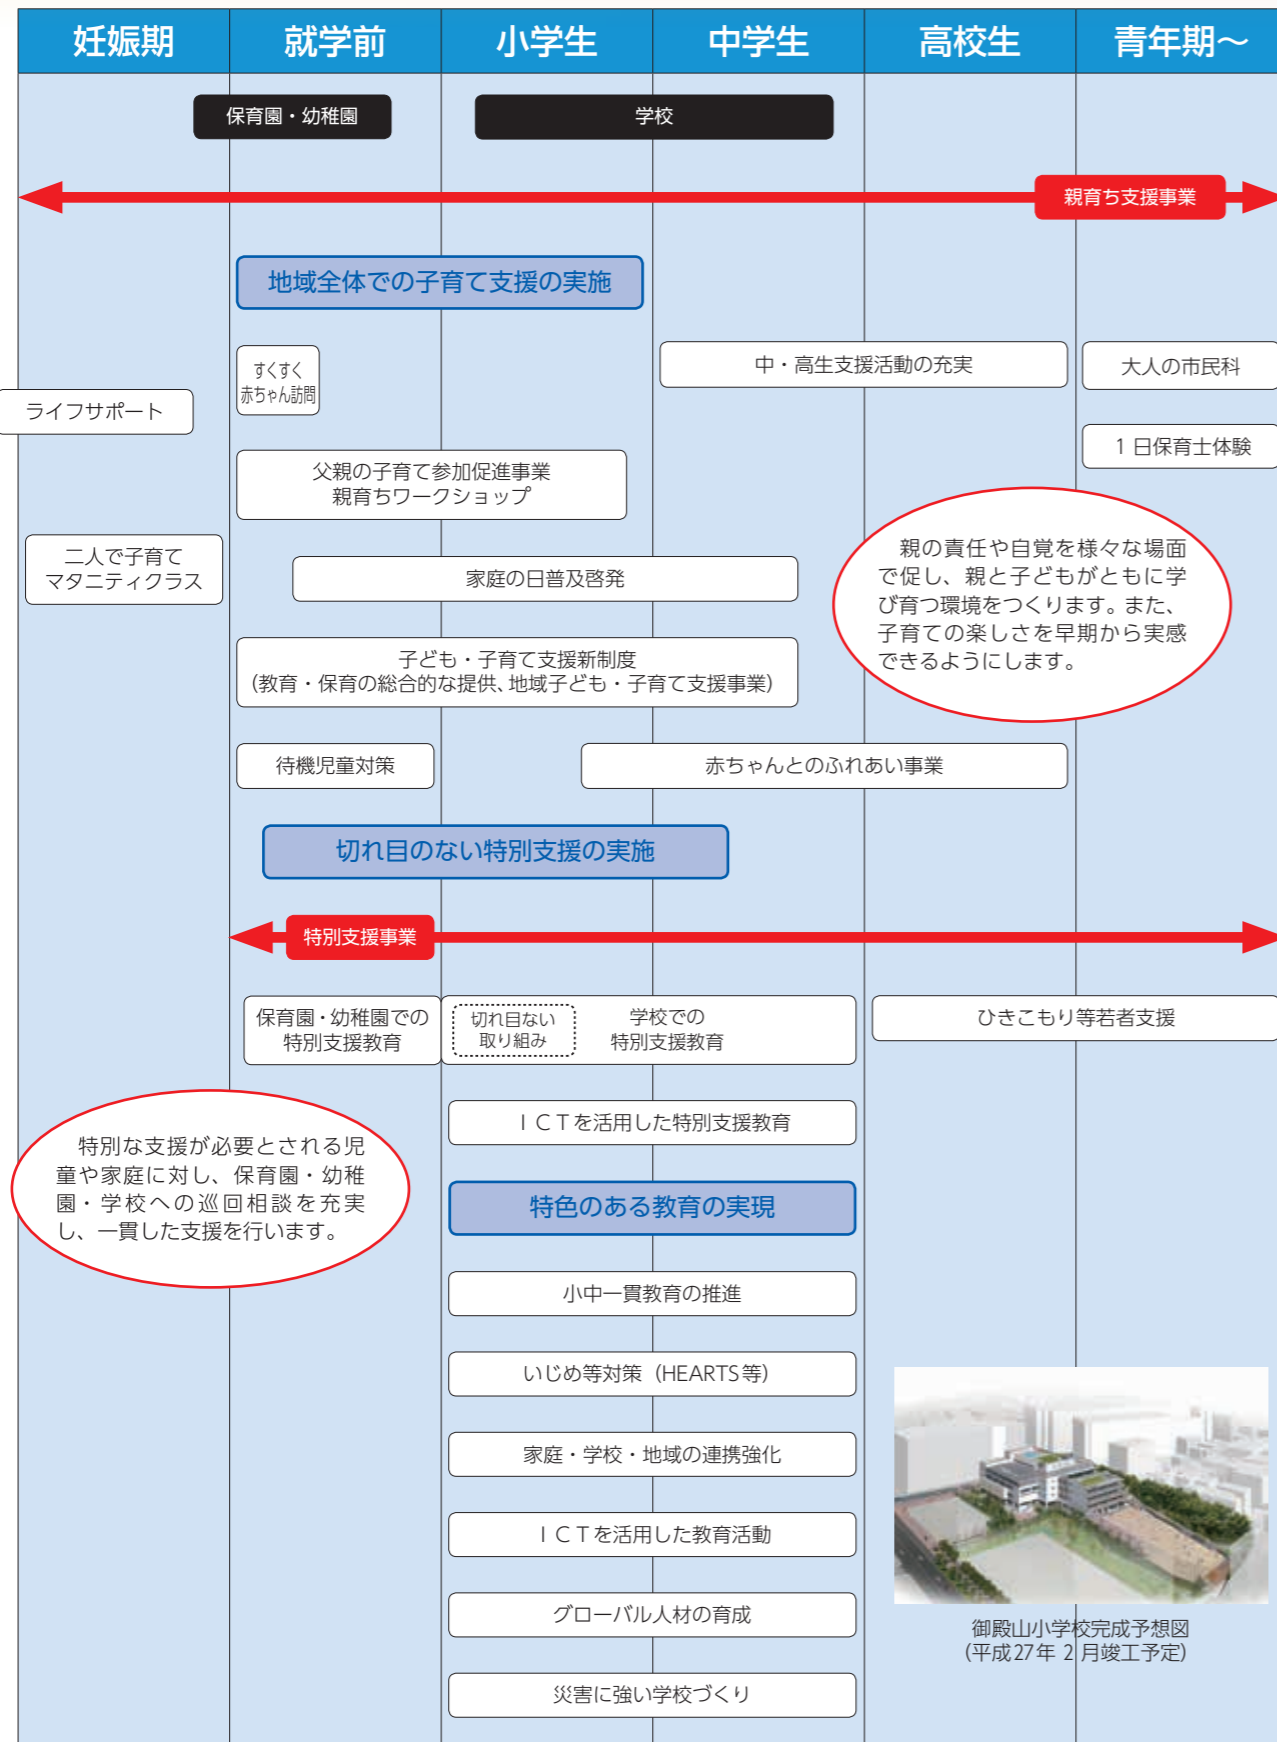 妊娠期
就学前
小学生
中学生
高校生
青年期～
保育園・幼稚園
学校
親育ち支援事業
地域全体での子育て支援の実施
すくすく
赤ちゃん訪問
中・高生支援活動の充実
大人の市民科
ライフサポート
1日保育士体験
父親の子育て参加促進事業
親育ちワークショップ
二人で子育て
マタニティクラス
家庭の日普及啓発
親の責任や自覚を様々な場面
で促し、親と子どもがともに学
び育つ環境をつくります。また、
子育ての楽しさを早期から実感
できるようにします。
子ども・子育て支援新制度
(教育・保育の総合的な提供、地域子ども・子育て支援事業)
待機児童対策
赤ちゃんとのふれあい事業
切れ目のない特別支援の実施
特別支援事業
保育園・幼稚園での
特別支援教育
切れ目ない
取り組み
学校での
特別支援教育
ひきこもり等若者支援
ＩＣＴを活用した特別支援教育
特別な支援が必要とされる児
童や家庭に対し、保育園・幼稚
園・学校への巡回相談を充実
し、一貫した支援を行います。
特色のある教育の実現
小中一貫教育の推進
いじめ等対策（HEARTS等）
家庭・学校・地域の連携強化
ＩＣＴを活用した教育活動
グローバル人材の育成
災害に強い学校づくり
御殿山小学校完成予想図
(平成27年 2 月竣工予定)